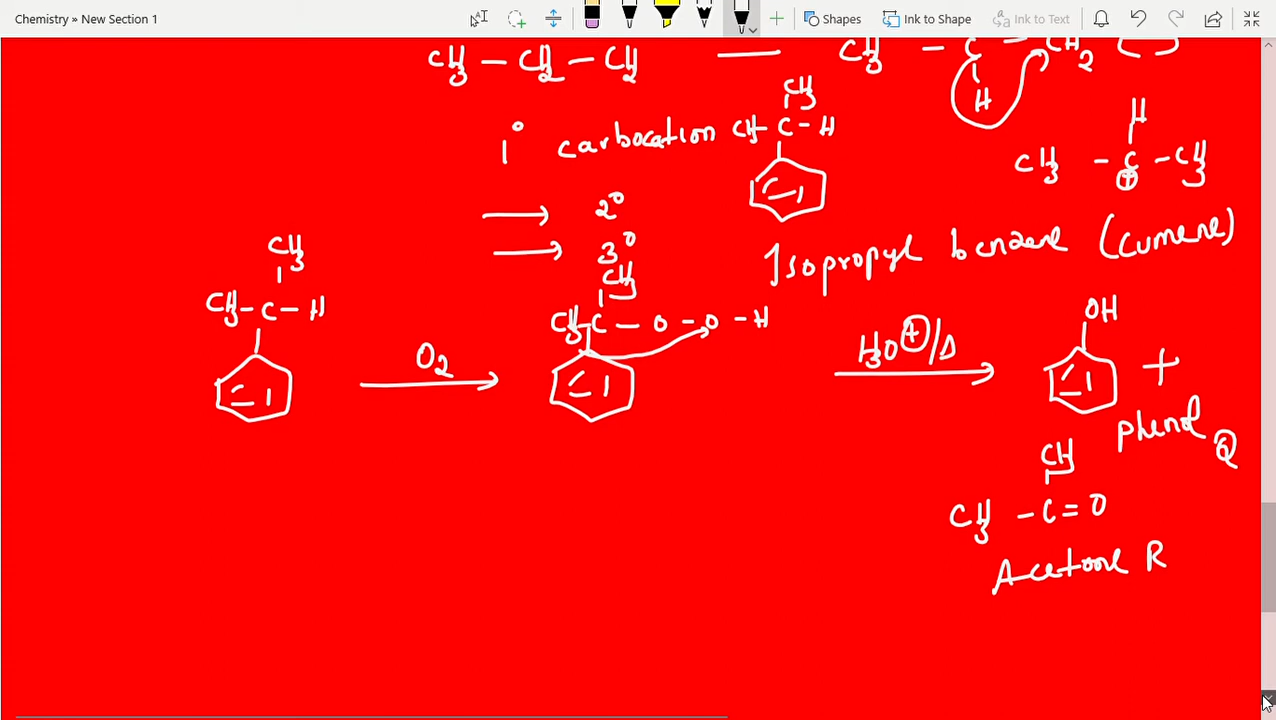 Chemistry » New Section 1
Shapes
Ink to Shape
Ink to Text
CH3 — CH2 — CH2 — CH3 — C — CH2
H
1° carbocation
CH3
CH — C — H
H
CH3 — C — CH3
⊕
2°
3°
Isopropyl benzene (cumene)
CH3
CH3 — C — H
O2
CH3
CH3 — C — O — O — H
H3O⊕/Δ
OH
+
phenol Q
CH3
CH3 — C = O
Acetone R